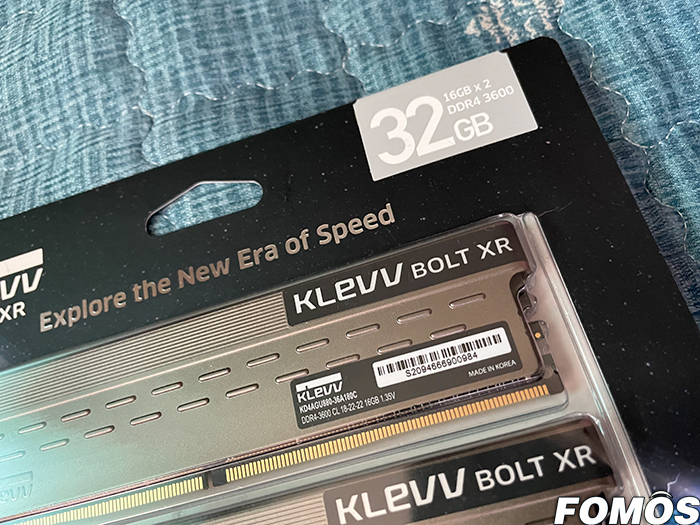 16GB x 2
DDR4 3600
32GB
XR
Explore the New Era of Speed
KLEVV BOLT XR
KLEVV
KD4AGU880-36A180C
DDR4-3600 CL 18-22-22 16GB 1.35V
S2094666900984
MADE IN KOREA
KLEVV BOLT XR
FOMOS